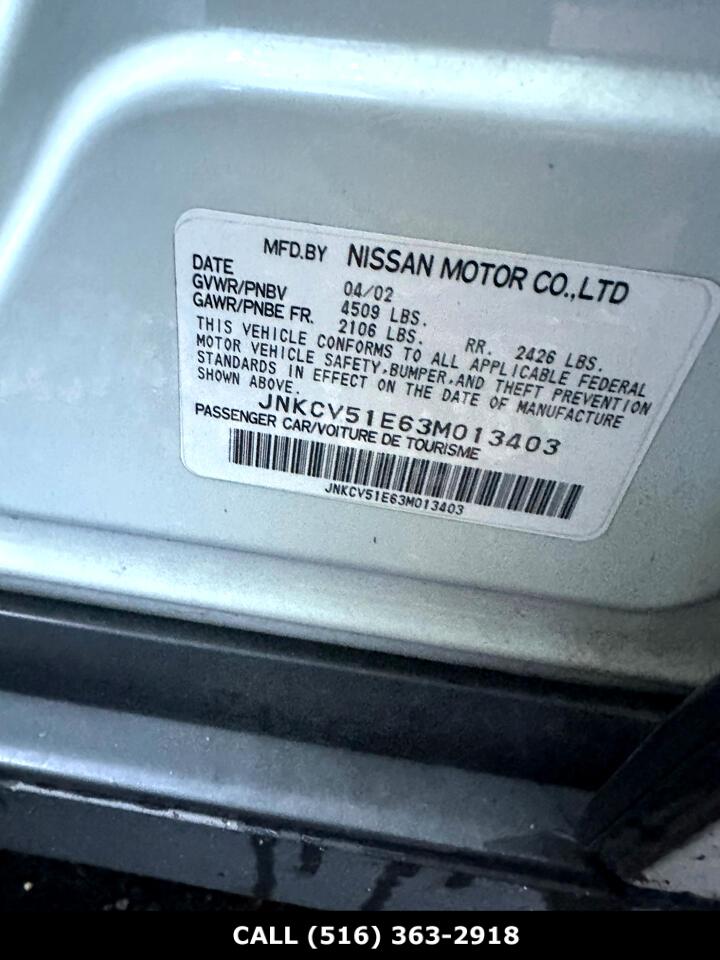 MFD.BY NISSAN MOTOR CO.,LTD
DATE 04/02
GVWR/PNBV 4509 LBS.
GAWR/PNBE FR. 2106 LBS. RR. 2426 LBS.
THIS VEHICLE CONFORMS TO ALL APPLICABLE FEDERAL
MOTOR VEHICLE SAFETY,BUMPER,AND THEFT PREVENTION
STANDARDS IN EFFECT ON THE DATE OF MANUFACTURE
SHOWN ABOVE.
JNKCV51E63M013403
PASSENGER CAR/VOITURE DE TOURISME
JNKCV51E63M013403
CALL (516) 363-2918